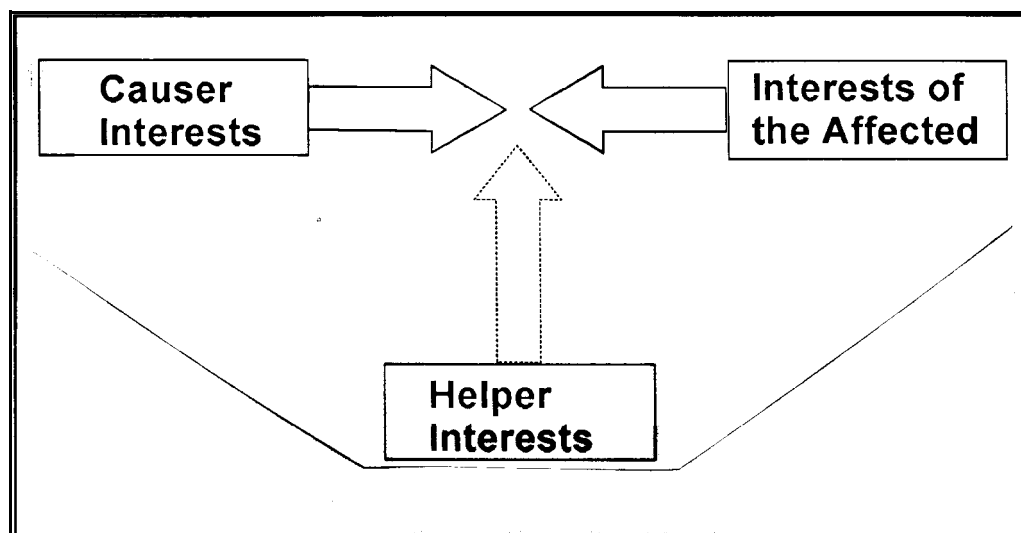 Causer
Interests
Interests of
the Affected
Helper
Interests